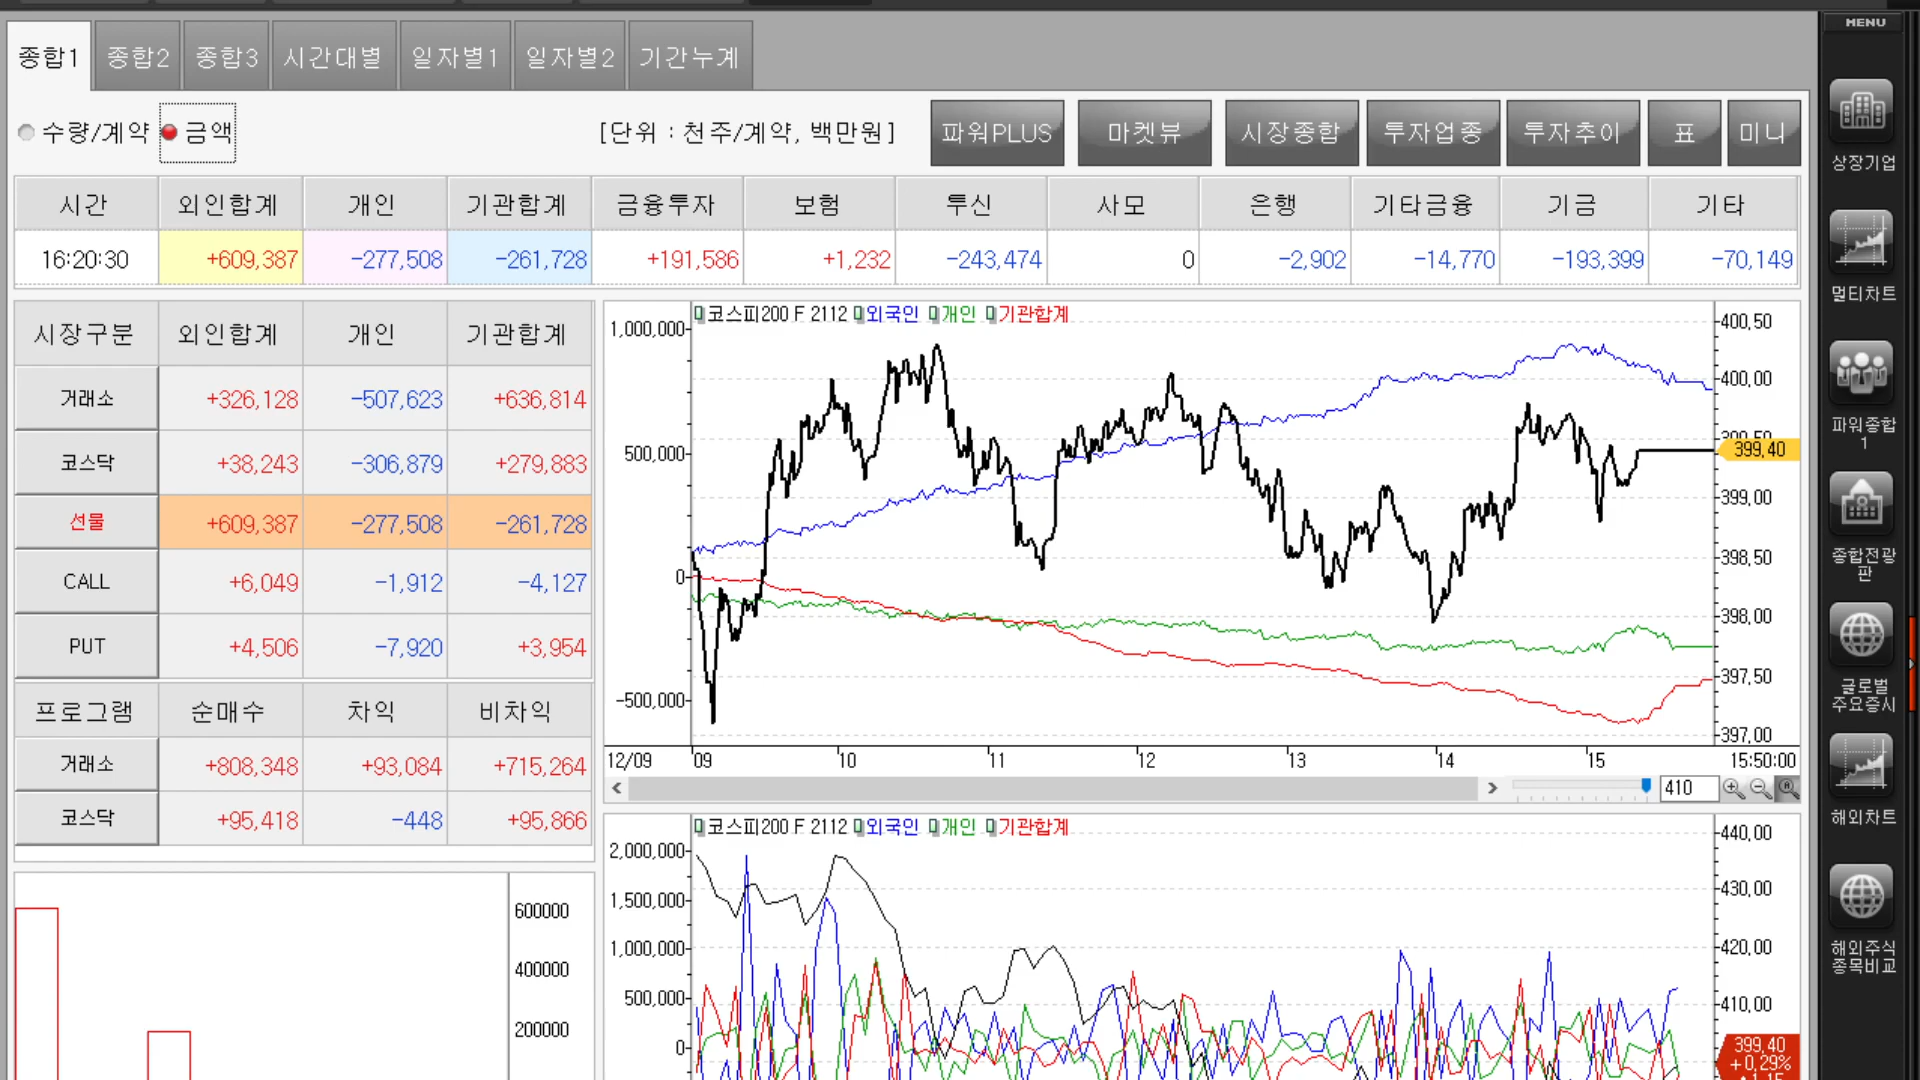 MENU
종합1 종합2 종합3 시간대별 일자별1 일자별2 기간누계
수량/계약 금액 [단위 : 천주/계약, 백만원] 파워PLUS 마켓뷰 시장종합 투자업종 투자추이 표 미니
시간 외인합계 개인 기관합계 금융투자 보험 투신 사모 은행 기타금융 기금 기타
16:20:30 +609,387 -277,508 -261,728 +191,586 +1,232 -243,474 0 -2,902 -14,770 -193,399 -70,149
시장구분 외인합계 개인 기관합계
거래소 +326,128 -507,623 +636,814
코스닥 +38,243 -306,879 +279,883
선물 +609,387 -277,508 -261,728
CALL +6,049 -1,912 -4,127
PUT +4,506 -7,920 +3,954
프로그램 순매수 차익 비차익
거래소 +808,348 +93,084 +715,264
코스닥 +95,418 -448 +95,866
600000
400000
200000
코스피200 F 2112 외국인 개인 기관합계
1,000,000
500,000
0
-500,000
400,50
400,00
399,40
399,00
398,50
398,00
397,50
397,00
12/09 09 10 11 12 13 14 15 15:50:00
410
코스피200 F 2112 외국인 개인 기관합계
2,000,000
1,500,000
1,000,000
500,000
0
440,00
430,00
420,00
410,00
399,40
+0,29%
상장기업
멀티차트
파워종합
1
종합전광
판
글로벌
주요증시
해외차트
해외주식
종목비교